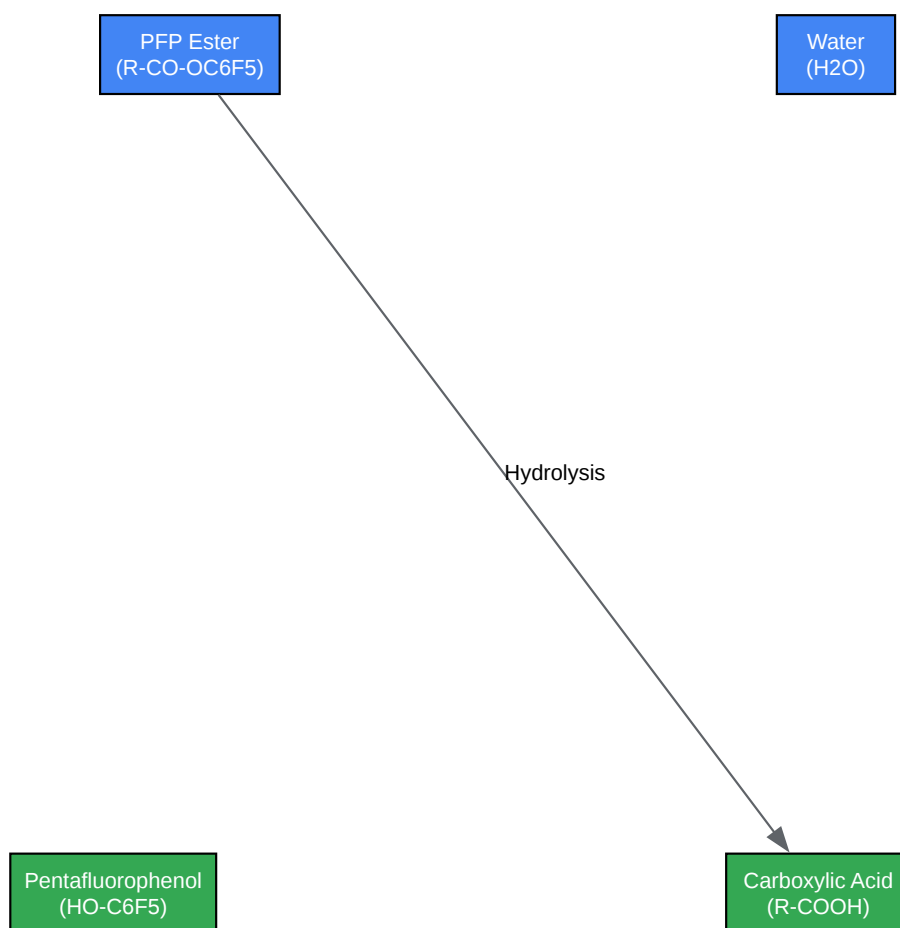 PFP Ester
(R-CO-OC6F5)
Water
(H2O)
Hydrolysis
Pentafluorophenol
(HO-C6F5)
Carboxylic Acid
(R-COOH)